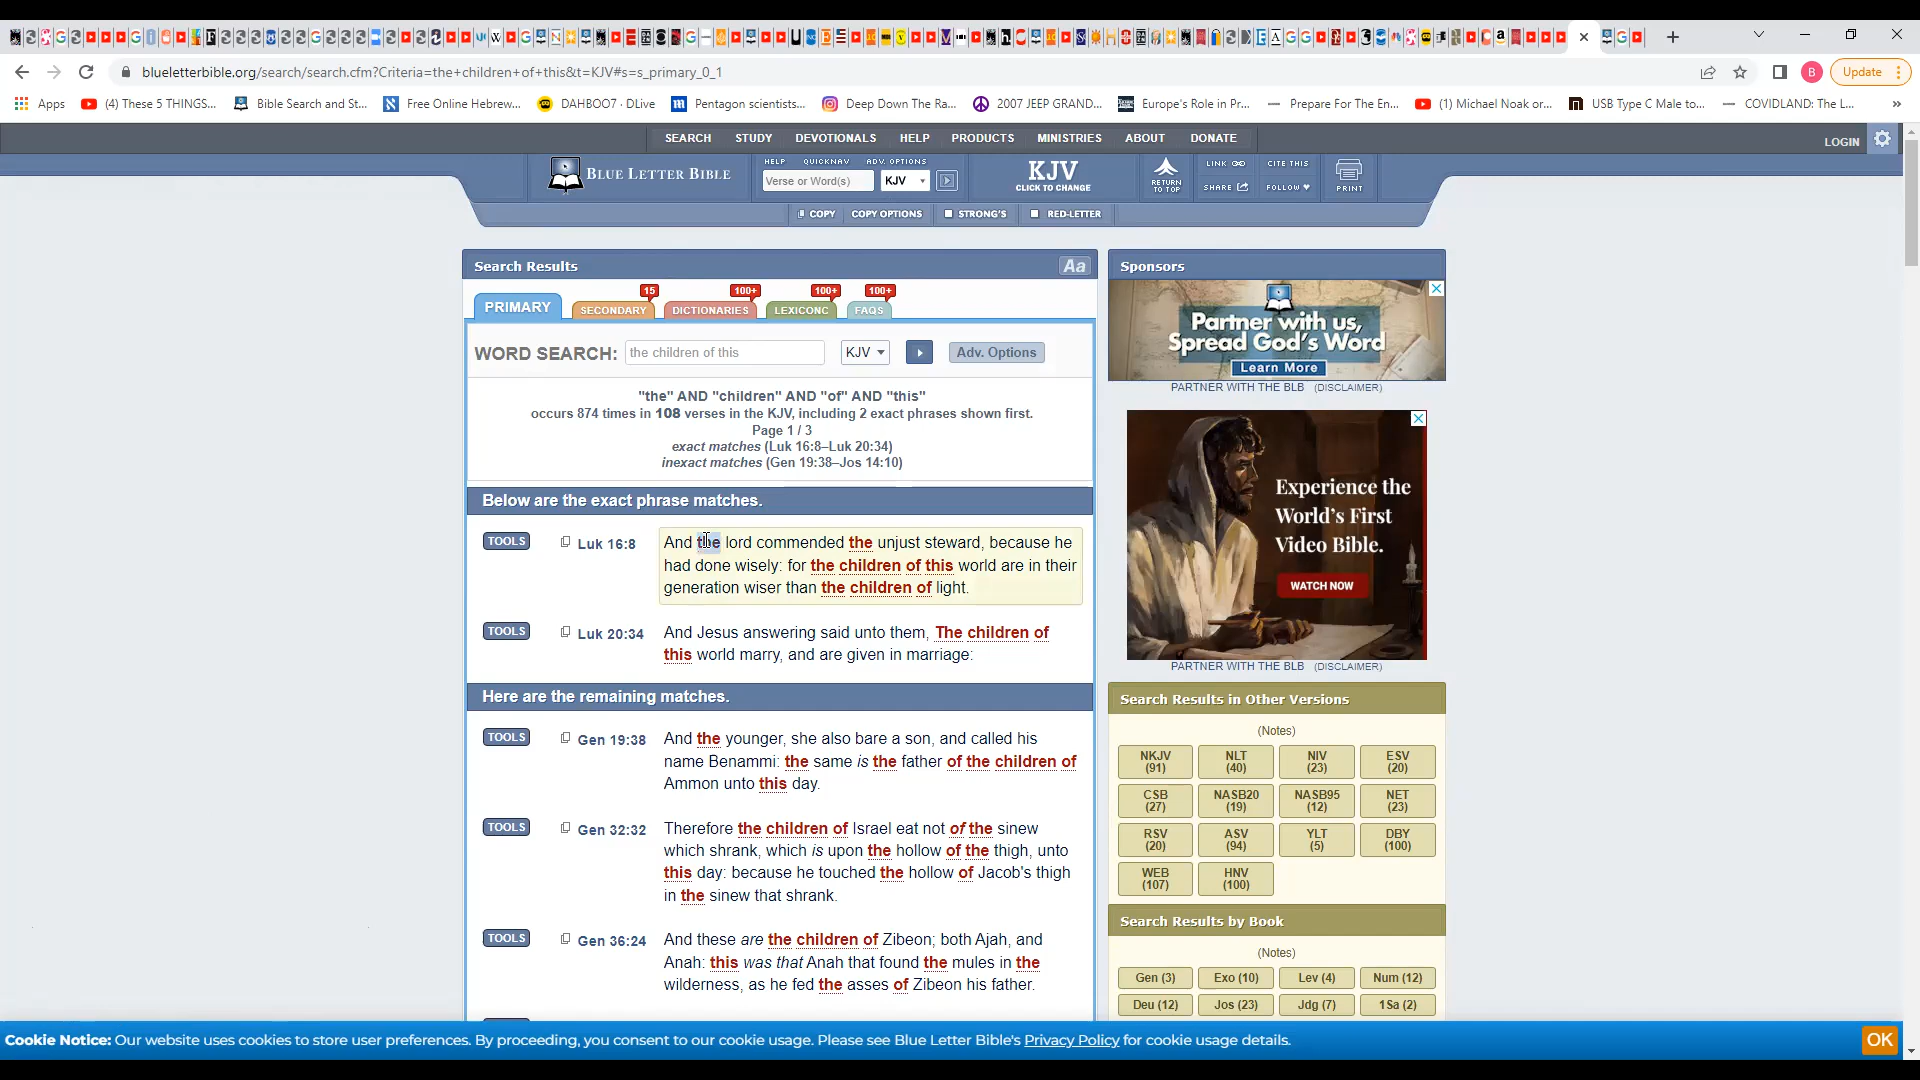 blueletterbible.org/search/search.cfm?Criteria=the+children+of+this&t=KJV#s=s_primary_0_1
B
Update
Apps
(4) These 5 THINGS...
Bible Search and St...
Free Online Hebrew...
DAHBOO7 · DLive
Pentagon scientists...
Deep Down The Ra...
2007 JEEP GRAND...
Europe's Role in Pr...
Prepare For The En...
(1) Michael Noak or...
USB Type C Male to...
COVIDLAND: The L...
»
SEARCH STUDY DEVOTIONALS HELP PRODUCTS MINISTRIES ABOUT DONATE
LOGIN
BLUE LETTER BIBLE
HELP QUICKNAV ADV. OPTIONS
Verse or Word(s) KJV
KJV
CLICK TO CHANGE
RETURN
TO TOP
LINK CITE THIS
SHARE FOLLOW
PRINT
COPY COPY OPTIONS STRONG'S RED-LETTER
Search Results Aa
15 100+ 100+ 100+
PRIMARY SECONDARY DICTIONARIES LEXICONC FAQS
WORD SEARCH: the children of this KJV Adv. Options
"the" AND "children" AND "of" AND "this"
occurs 874 times in 108 verses in the KJV, including 2 exact phrases shown first.
Page 1 / 3
exact matches (Luk 16:8–Luk 20:34)
inexact matches (Gen 19:38–Jos 14:10)
Below are the exact phrase matches.
TOOLS Luk 16:8 And the lord commended the unjust steward, because he
had done wisely: for the children of this world are in their
generation wiser than the children of light.
TOOLS Luk 20:34 And Jesus answering said unto them, The children of
this world marry, and are given in marriage:
Here are the remaining matches.
TOOLS Gen 19:38 And the younger, she also bare a son, and called his
name Benammi: the same is the father of the children of
Ammon unto this day.
TOOLS Gen 32:32 Therefore the children of Israel eat not of the sinew
which shrank, which is upon the hollow of the thigh, unto
this day: because he touched the hollow of Jacob's thigh
in the sinew that shrank.
TOOLS Gen 36:24 And these are the children of Zibeon; both Ajah, and
Anah: this was that Anah that found the mules in the
wilderness, as he fed the asses of Zibeon his father.
Sponsors
Partner with us,
Spread God's Word
Learn More
PARTNER WITH THE BLB (DISCLAIMER)
Experience the
World's First
Video Bible.
WATCH NOW
PARTNER WITH THE BLB (DISCLAIMER)
Search Results in Other Versions
(Notes)
NKJV NLT NIV ESV
(91) (40) (23) (20)
CSB NASB20 NASB95 NET
(27) (19) (12) (23)
RSV ASV YLT DBY
(20) (94) (5) (100)
WEB HNV
(107) (100)
Search Results by Book
(Notes)
Gen (3) Exo (10) Lev (4) Num (12)
Deu (12) Jos (23) Jdg (7) 1Sa (2)
Cookie Notice: Our website uses cookies to store user preferences. By proceeding, you consent to our cookie usage. Please see Blue Letter Bible's Privacy Policy for cookie usage details. OK